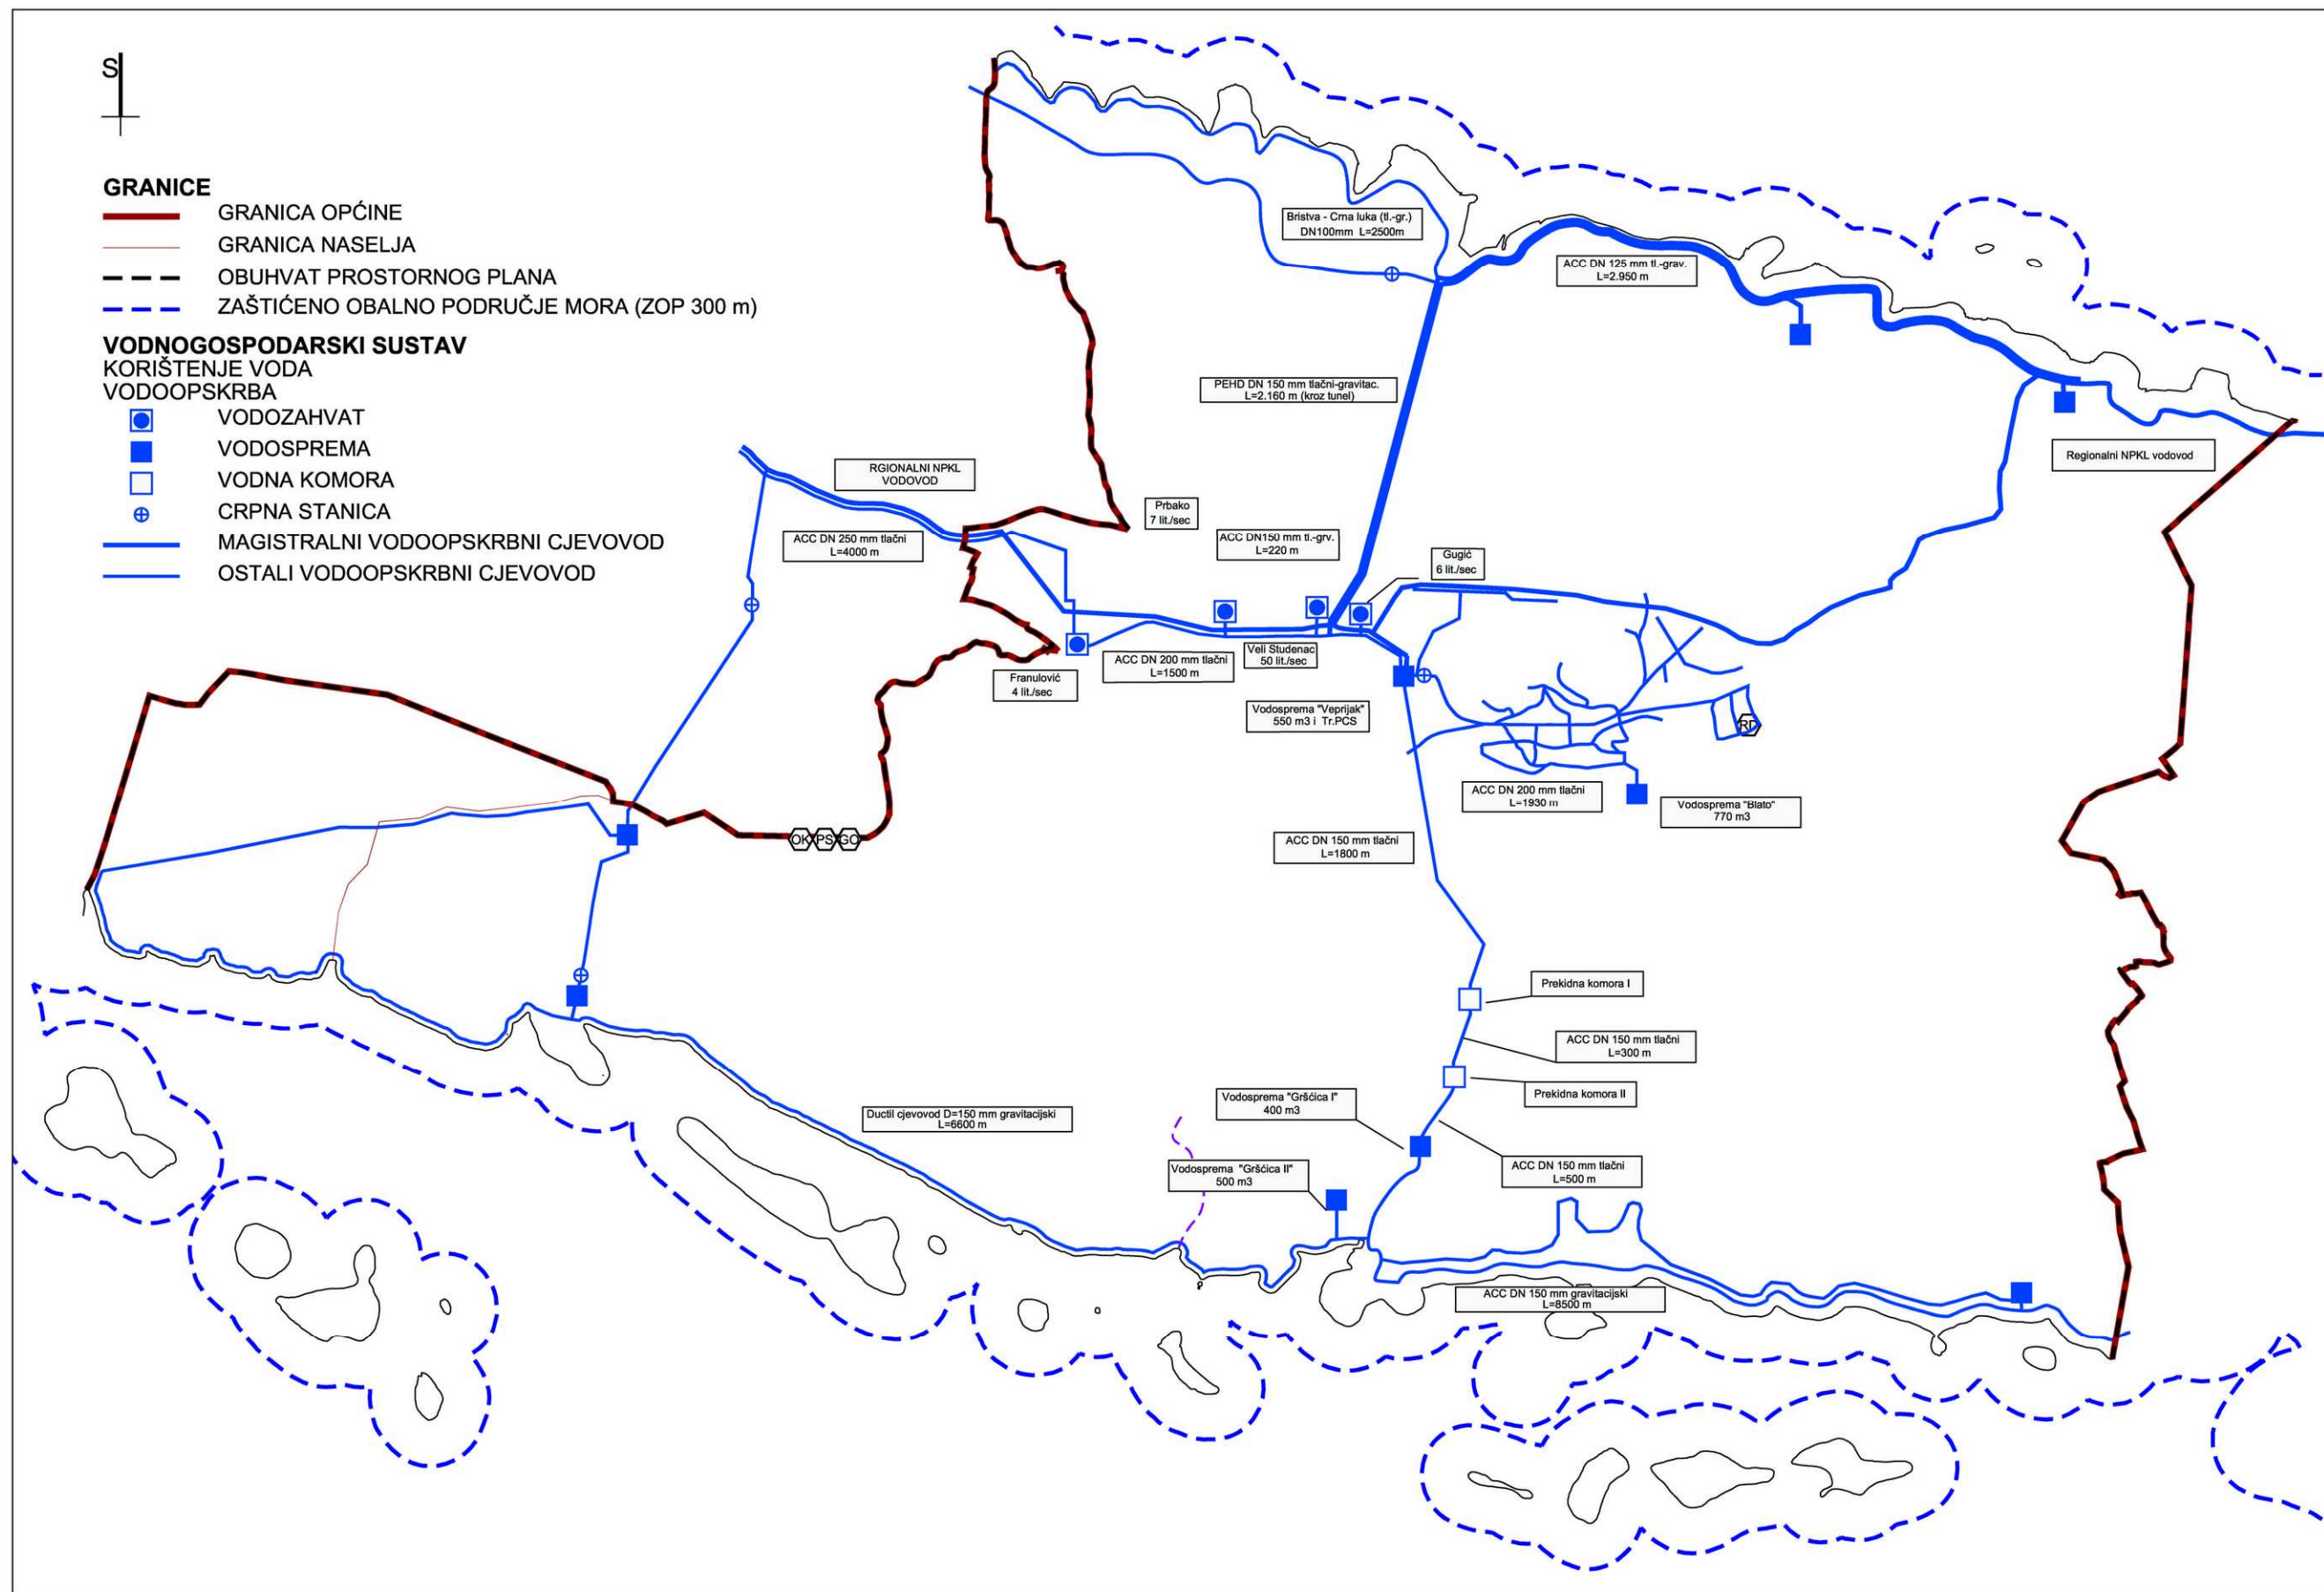 S
GRANICE
GRANICA OPĆINE
GRANICA NASELJA
OBUHVAT PROSTORNOG PLANA
ZAŠTIĆENO OBALNO PODRUČJE MORA (ZOP 300 m)
VODNOGOSPODARSKI SUSTAV
KORIŠTENJE VODA
VODOOPSKRBA
VODOZAHVAT
VODOSPREMA
VODNA KOMORA
CRPNA STANICA
MAGISTRALNI VODOOPSKRBNI CJEVOVOD
OSTALI VODOOPSKRBNI CJEVOVOD
Bristva - Crna luka (tl.-gr.)
DN100mm L=2500m
ACC DN 125 mm tl.-grav.
L=2.950 m
PEHD DN 150 mm tlačni-gravitac.
L=2.160 m (kroz tunel)
Regionalni NPKL vodovod
RGIONALNI NPKL
VODOVOD
Prbako
7 lit./sec
ACC DN 250 mm tlačni
L=4000 m
ACC DN150 mm tl.-grv.
L=220 m
Gugić
6 lit./sec
Veli Studenac
50 lit./sec
ACC DN 200 mm tlačni
L=1500 m
Franulović
4 lit./sec
Vodosprema "Veprijak"
550 m3 i Tr.PCS
RD
ACC DN 200 mm tlačni
L=1930 m
Vodosprema "Blato"
770 m3
OK PS GO
ACC DN 150 mm tlačni
L=1800 m
Prekidna komora I
ACC DN 150 mm tlačni
L=300 m
Prekidna komora II
Vodosprema "Gršćica I"
400 m3
Ductil cjevovod D=150 mm gravitacijski
L=6600 m
Vodosprema "Gršćica II"
500 m3
ACC DN 150 mm tlačni
L=500 m
ACC DN 150 mm gravitacijski
L=8500 m